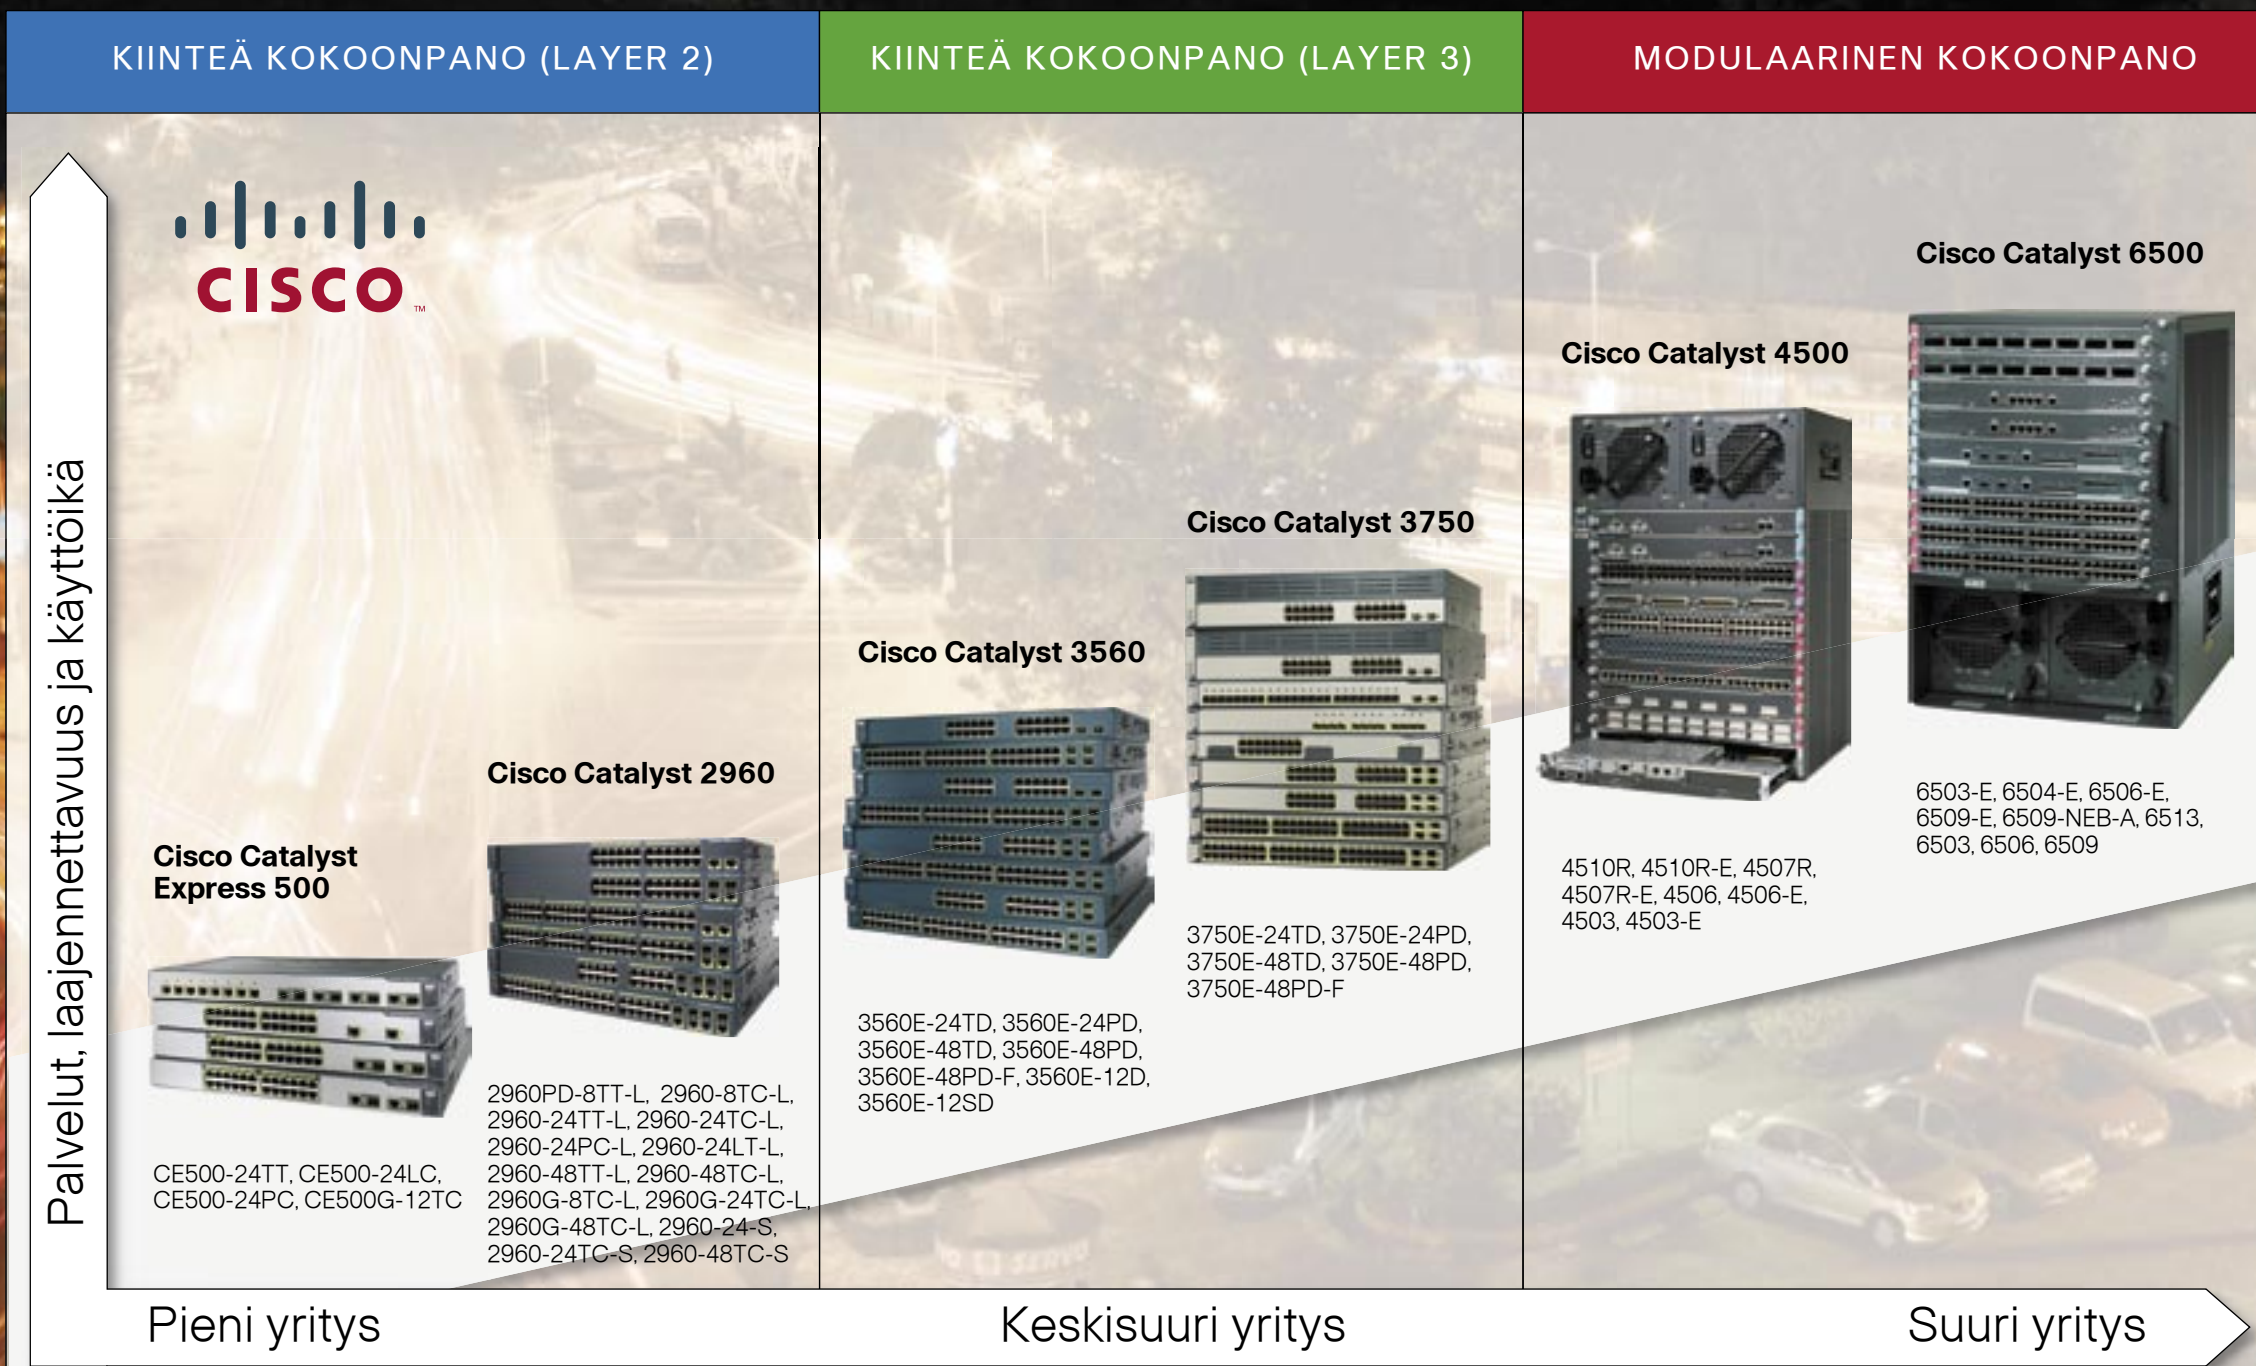 KIINTEÄ KOKOONPANO (LAYER 2)
KIINTEÄ KOKOONPANO (LAYER 3)
MODULAARINEN KOKOONPANO
Palvelut, laajennettavuus ja käyttöikä
CISCO™
Cisco Catalyst
Express 500
CE500-24TT, CE500-24LC,
CE500-24PC, CE500G-12TC
Cisco Catalyst 2960
2960PD-8TT-L, 2960-8TC-L,
2960-24TT-L, 2960-24TC-L,
2960-24PC-L, 2960-24LT-L,
2960-48TT-L, 2960-48TC-L,
2960G-8TC-L, 2960G-24TC-L,
2960G-48TC-L, 2960-24-S,
2960-24TC-S, 2960-48TC-S
Cisco Catalyst 3560
3560E-24TD, 3560E-24PD,
3560E-48TD, 3560E-48PD,
3560E-48PD-F, 3560E-12D,
3560E-12SD
Cisco Catalyst 3750
3750E-24TD, 3750E-24PD,
3750E-48TD, 3750E-48PD,
3750E-48PD-F
Cisco Catalyst 4500
4510R, 4510R-E, 4507R,
4507R-E, 4506, 4506-E,
4503, 4503-E
Cisco Catalyst 6500
6503-E, 6504-E, 6506-E,
6509-E, 6509-NEB-A, 6513,
6503, 6506, 6509
Pieni yritys
Keskisuuri yritys
Suuri yritys